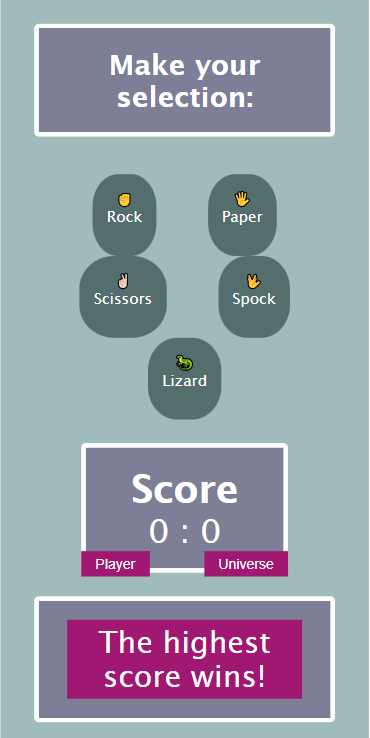 Make your
selection:
Rock
Paper
Scissors
Spock
Lizard
Score
0 : 0
Player
Universe
The highest
score wins!